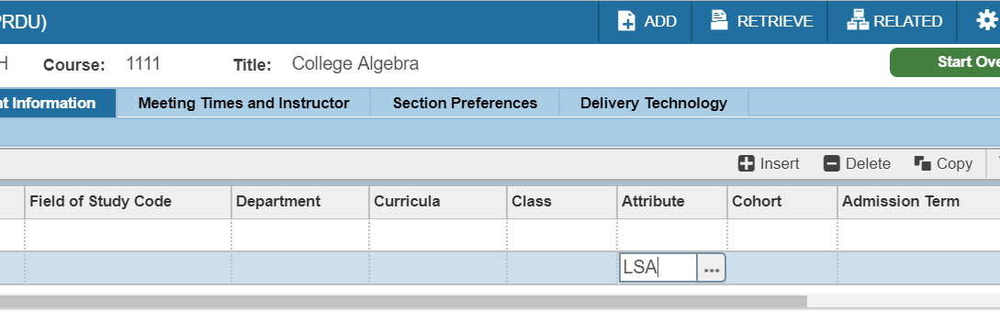 PRDU) ADD RETRIEVE RELATED
H Course: 1111 Title: College Algebra Start Ove
nt Information Meeting Times and Instructor Section Preferences Delivery Technology
Insert Delete Copy
Field of Study Code Department Curricula Class Attribute Cohort Admission Term
LSA ...